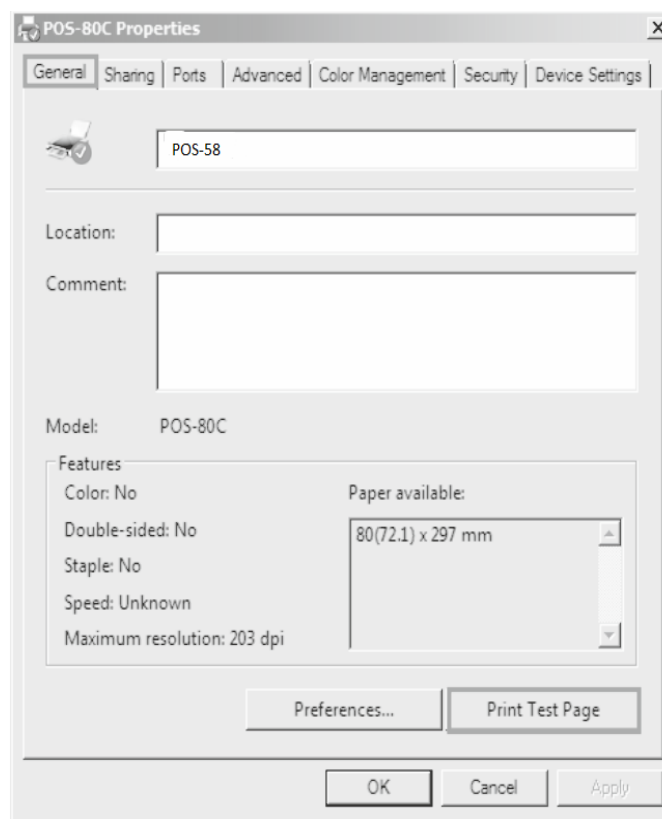 POS-80C Properties X
General Sharing Ports Advanced Color Management Security Device Settings
POS-58
Location:
Comment:
Model: POS-80C
Features
Color: No
Double-sided: No
Staple: No
Speed: Unknown
Maximum resolution: 203 dpi
Paper available:
80(72.1) x 297 mm
Preferences... Print Test Page
OK Cancel Apply